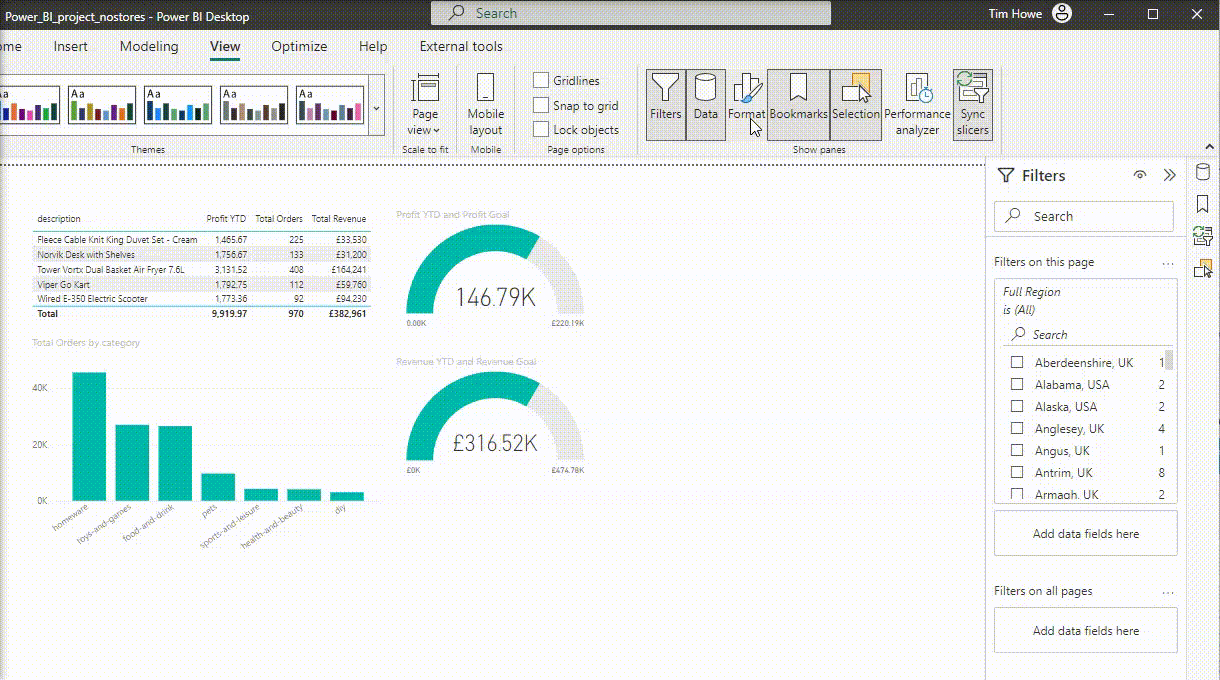 Power_BI_project_nostores - Power BI Desktop
Search
Tim Howe
ome Insert Modeling View Optimize Help External tools
Aa Aa Aa Aa Aa
Page view
Mobile layout
Gridlines
Snap to grid
Lock objects
Filters Data Format Bookmarks Selection Performance analyzer Sync slicers
Themes Scale to fit Mobile Page options Show panes
description Profit YTD Total Orders Total Revenue
Fleece Cable Knit King Duvet Set - Cream 1,465.67 225 £33,530
Norvik Desk with Shelves 1,756.67 133 £31,200
Tower Vortx Dual Basket Air Fryer 7.6L 3,131.52 408 £164,241
Viper Go Kart 1,792.75 112 £59,760
Wired E-350 Electric Scooter 1,773.36 92 £94,230
Total 9,919.97 970 £382,961
Total Orders by category
40K
20K
0K
homeware toys-and-games food-and-drink pets sports-and-leisure health-and-beauty diy
Profit YTD and Profit Goal
146.79K
0.00K £220.19K
Revenue YTD and Revenue Goal
£316.52K
£0K £474.78K
Filters
Search
Filters on this page ...
Full Region
is (All)
Search
Aberdeenshire, UK 1
Alabama, USA 2
Alaska, USA 2
Anglesey, UK 4
Angus, UK 1
Antrim, UK 8
Armagh, UK 2
Add data fields here
Filters on all pages ...
Add data fields here